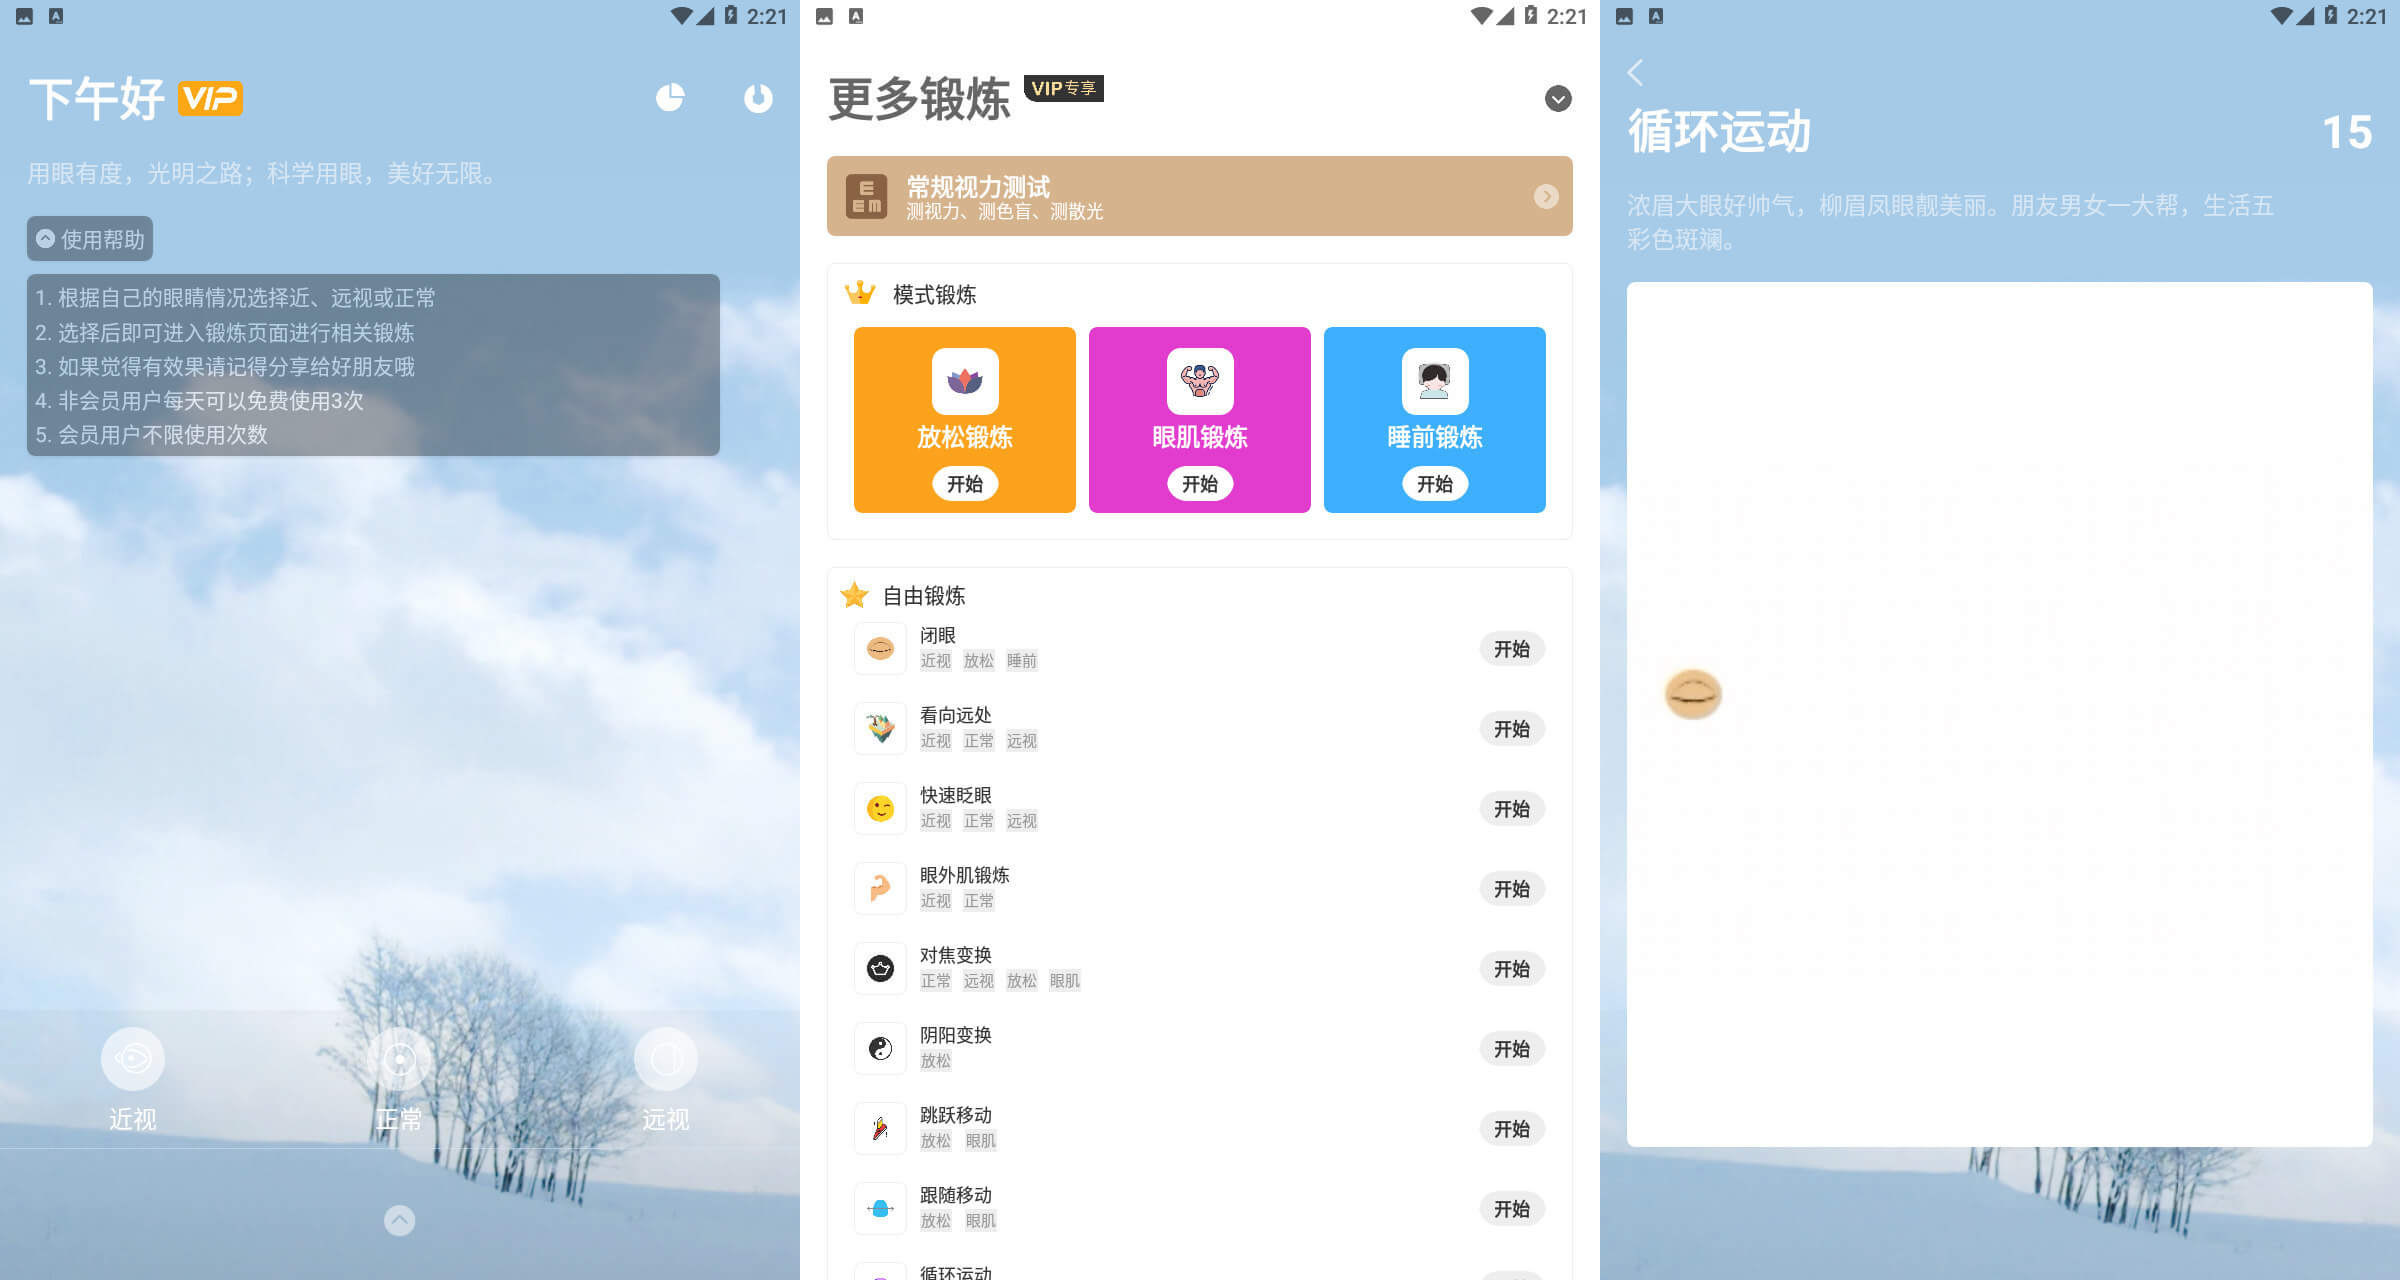 2:21
下午好 VIP
用眼有度，光明之路；科学用眼，美好无限。
使用帮助
1. 根据自己的眼睛情况选择近、远视或正常
2. 选择后即可进入锻炼页面进行相关锻炼
3. 如果觉得有效果请记得分享给好朋友哦
4. 非会员用户每天可以免费使用3次
5. 会员用户不限使用次数
近视 正常 远视
2:21
更多锻炼 VIP专享
常规视力测试
测视力、测色盲、测散光
模式锻炼
放松锻炼 眼肌锻炼 睡前锻炼
开始 开始 开始
自由锻炼
闭眼
近视 放松 睡前
开始
看向远处
近视 正常 远视
开始
快速眨眼
近视 正常 远视
开始
眼外肌锻炼
近视 正常
开始
对焦变换
正常 远视 放松 眼肌
开始
阴阳变换
放松
开始
跳跃移动
放松 眼肌
开始
跟随移动
放松 眼肌
开始
循环运动
2:21
循环运动 15
浓眉大眼好帅气，柳眉凤眼靓美丽。朋友男女一大帮，生活五
彩色斑斓。